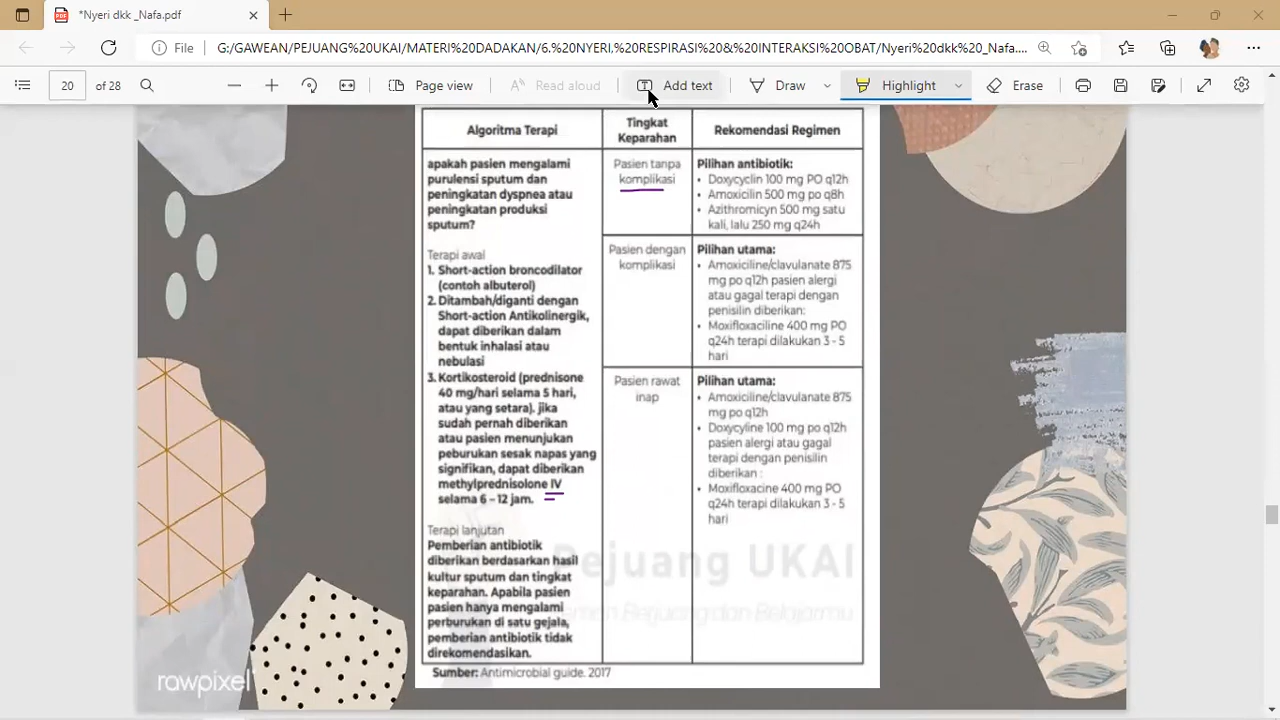 *Nyeri dkk _Nafa.pdf
File
G:/GAWEAN/PEJUANG%20UKAI/MATERI%20DADAKAN/6.%20NYERI,%20RESPIRASI%20&%20INTERAKSI%20OBAT/Nyeri%20dkk%20_Nafa....
20 of 28
Page view
Read aloud
Add text
Draw
Highlight
Erase
Algoritma Terapi
Tingkat
Keparahan
Rekomendasi Regimen
apakah pasien mengalami
purulensi sputum dan
peningkatan dyspnea atau
peningkatan produksi
sputum?
Terapi awal
1. Short-action broncodilator
(contoh albuterol)
2. Ditambah/diganti dengan
Short-action Antikolinergik,
dapat diberikan dalam
bentuk inhalasi atau
nebulasi
3. Kortikosteroid (prednisone
40 mg/hari selama 5 hari,
atau yang setara). jika
sudah pernah diberikan
atau pasien menunjukan
peburukan sesak napas yang
signifikan, dapat diberikan
methylprednisolone IV
selama 6 – 12 jam.
Terapi lanjutan
Pemberian antibiotik
diberikan berdasarkan hasil
kultur sputum dan tingkat
keparahan. Apabila pasien
pasien hanya mengalami
perburukan di satu gejala,
pemberian antibiotik tidak
direkomendasikan.
Pasien tanpa
komplikasi
Pilihan antibiotik:
• Doxycyclin 100 mg PO q12h
• Amoxicilin 500 mg po q8h
• Azithromicyn 500 mg satu
kali, lalu 250 mg q24h
Pasien dengan
komplikasi
Pilihan utama:
• Amoxiciline/clavulanate 875
mg po q12h pasien alergi
atau gagal terapi dengan
penisilin diberikan:
• Moxifloxaciline 400 mg PO
q24h terapi dilakukan 3 - 5
hari
Pasien rawat
inap
Pilihan utama:
• Amoxiciline/clavulanate 875
mg po q12h
• Doxycyline 100 mg po q12h
pasien alergi atau gagal
terapi dengan penisilin
diberikan :
• Moxifloxacine 400 mg PO
q24h terapi dilakukan 3 - 5
hari
Pejuang UKAI
Teman Berjuang dan Belajarmu
Sumber: Antimicrobial guide. 2017
rawpixel